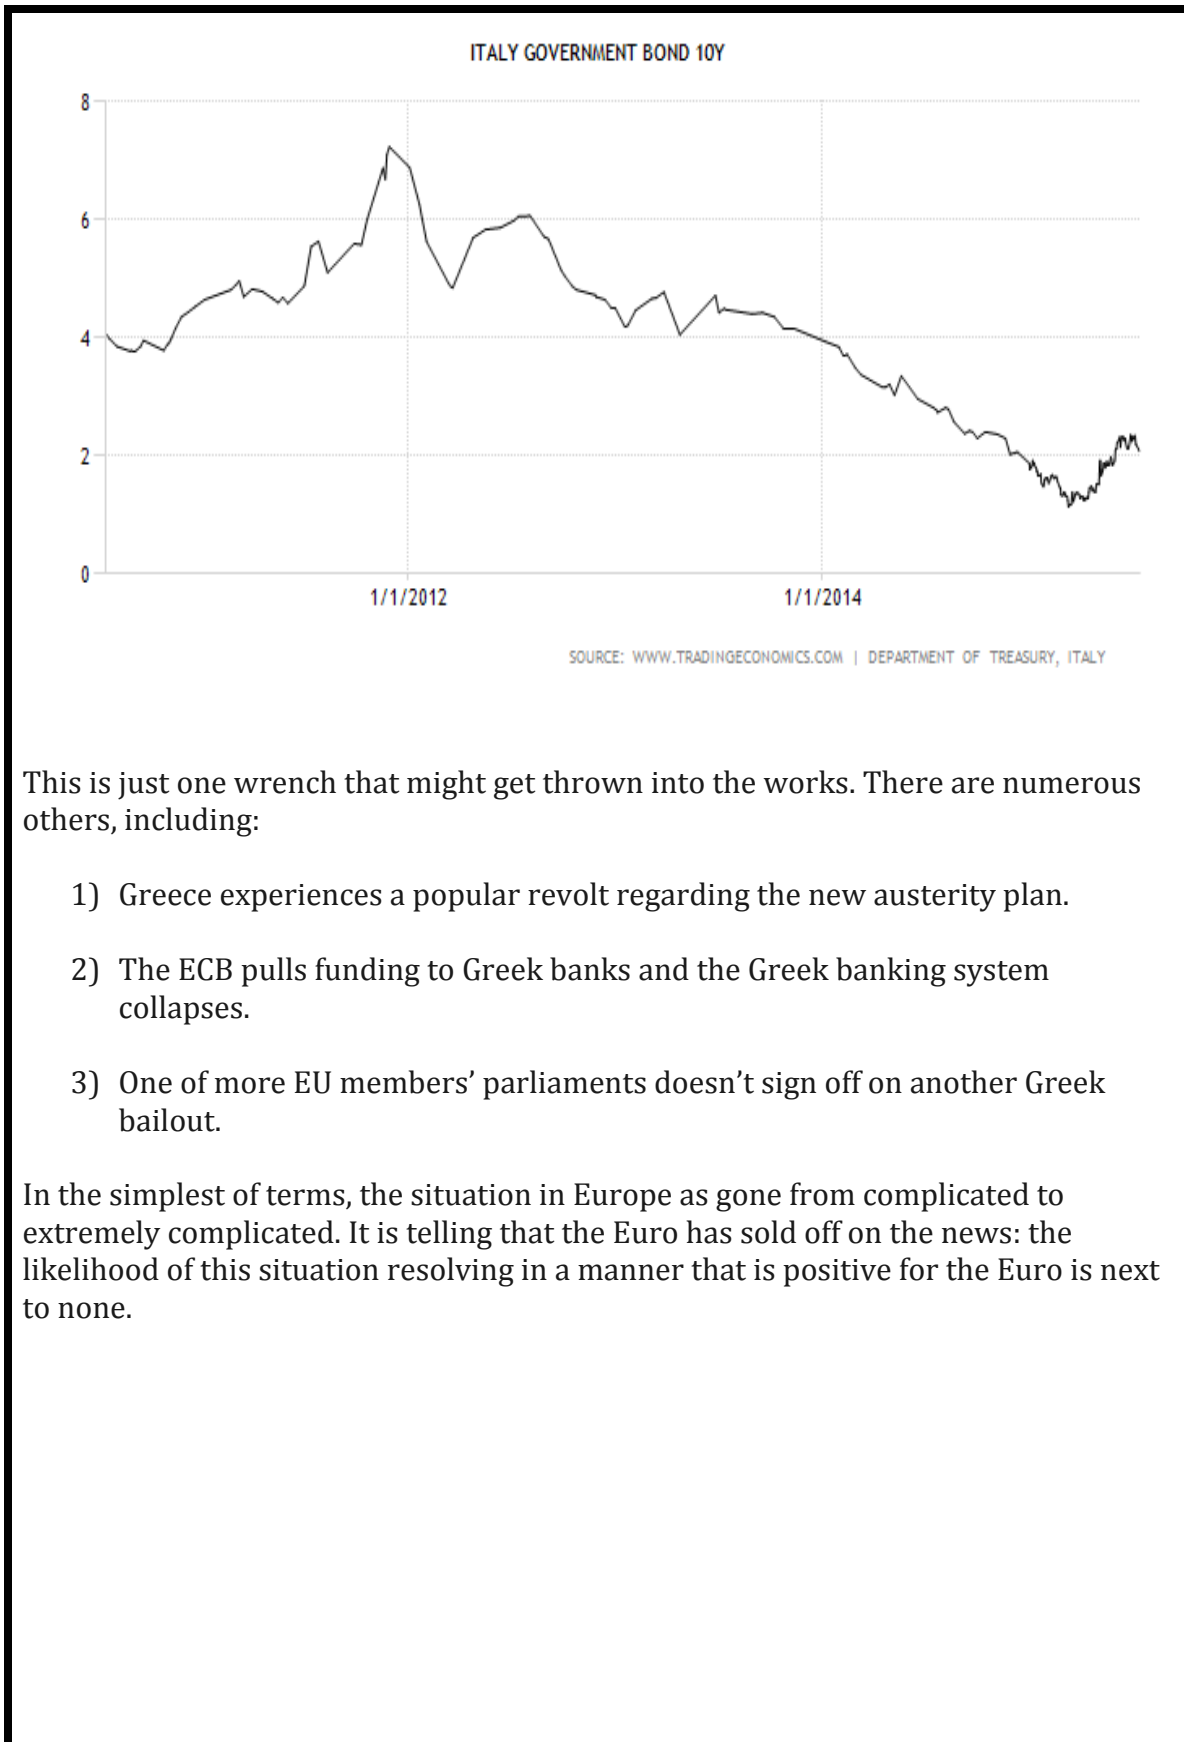 ITALY GOVERNMENT BOND 10Y
8
6
4
2
0
1/1/2012
1/1/2014
SOURCE: WWW.TRADINGECONOMICS.COM | DEPARTMENT OF TREASURY, ITALY
This is just one wrench that might get thrown into the works. There are numerous
others, including:
1) Greece experiences a popular revolt regarding the new austerity plan.
2) The ECB pulls funding to Greek banks and the Greek banking system
collapses.
3) One of more EU members’ parliaments doesn’t sign off on another Greek
bailout.
In the simplest of terms, the situation in Europe as gone from complicated to
extremely complicated. It is telling that the Euro has sold off on the news: the
likelihood of this situation resolving in a manner that is positive for the Euro is next
to none.